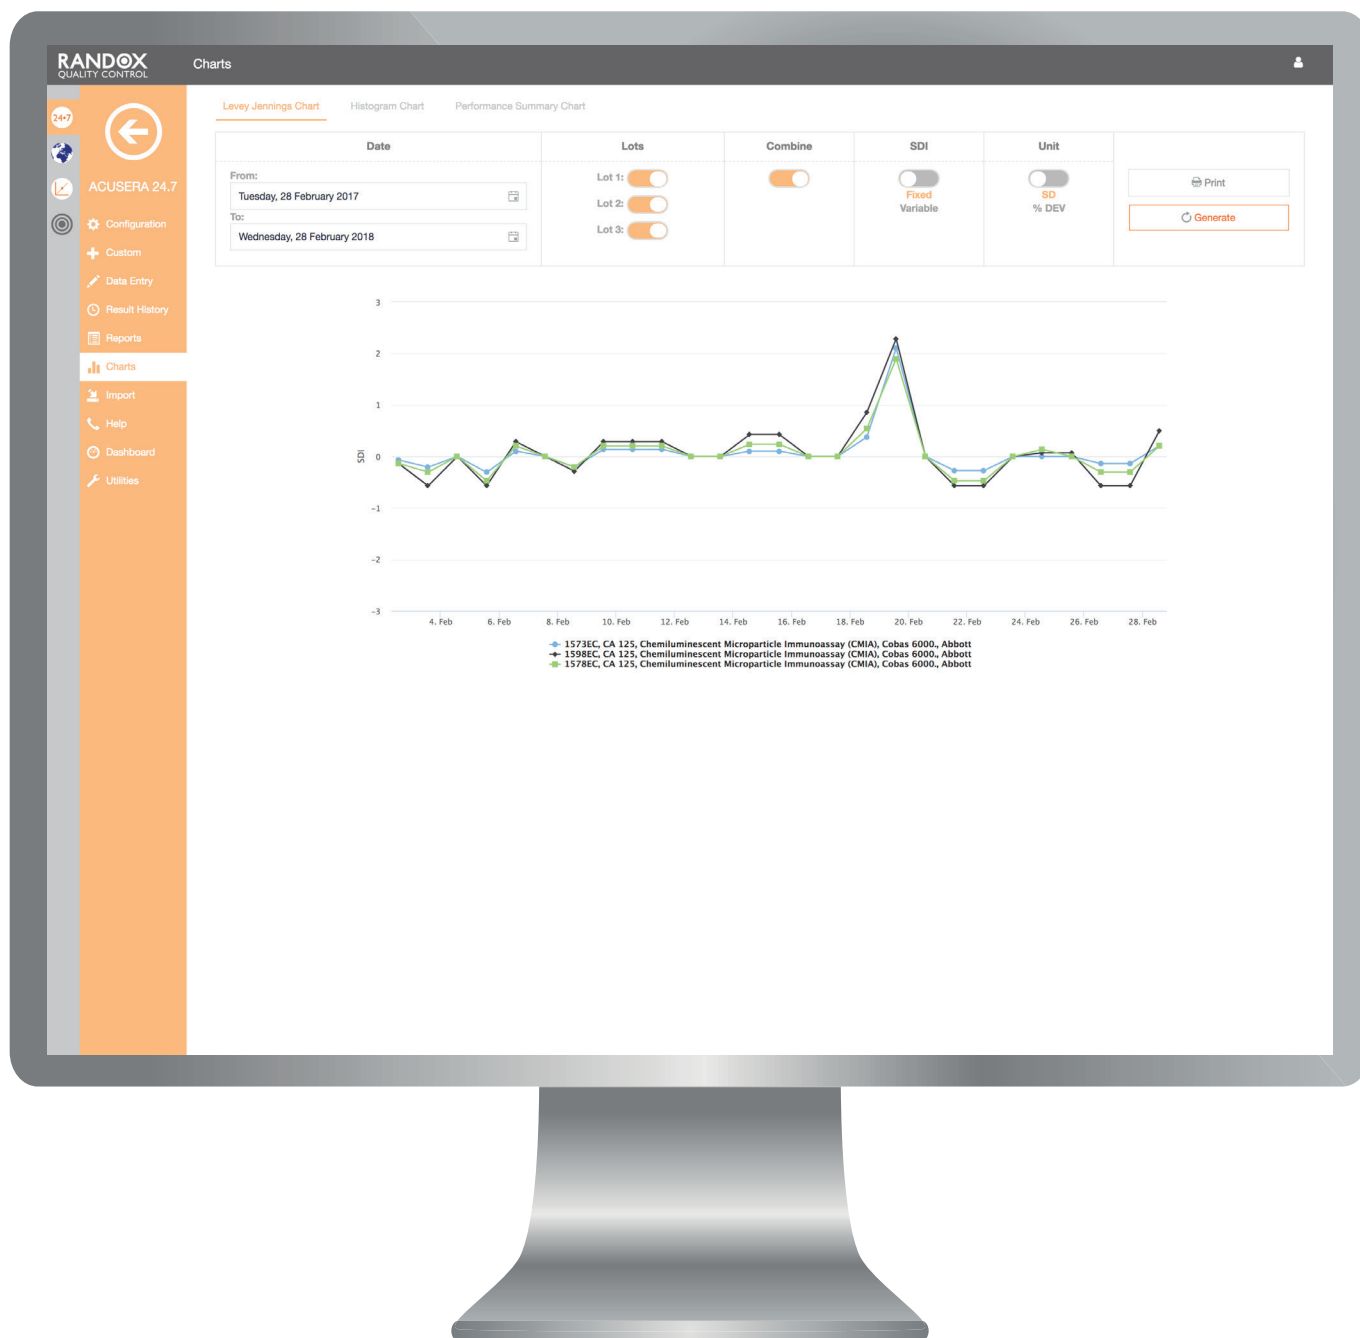 RANDOX
QUALITY CONTROL
Charts
24•7
ACUSERA 24.7
Configuration
Custom
Data Entry
Result History
Reports
Charts
Import
Help
Dashboard
Utilities
Levey Jennings Chart Histogram Chart Performance Summary Chart
Date Lots Combine SDI Unit
From:
Tuesday, 28 February 2017
To:
Wednesday, 28 February 2018
Lot 1:
Lot 2:
Lot 3:
Fixed
Variable
SD
% DEV
Print
Generate
3
2
1
0
-1
-2
-3
SDI
4. Feb 6. Feb 8. Feb 10. Feb 12. Feb 14. Feb 16. Feb 18. Feb 20. Feb 22. Feb 24. Feb 26. Feb 28. Feb
1573EC, CA 125, Chemiluminescent Microparticle Immunoassay (CMIA), Cobas 6000., Abbott
1598EC, CA 125, Chemiluminescent Microparticle Immunoassay (CMIA), Cobas 6000., Abbott
1578EC, CA 125, Chemiluminescent Microparticle Immunoassay (CMIA), Cobas 6000., Abbott